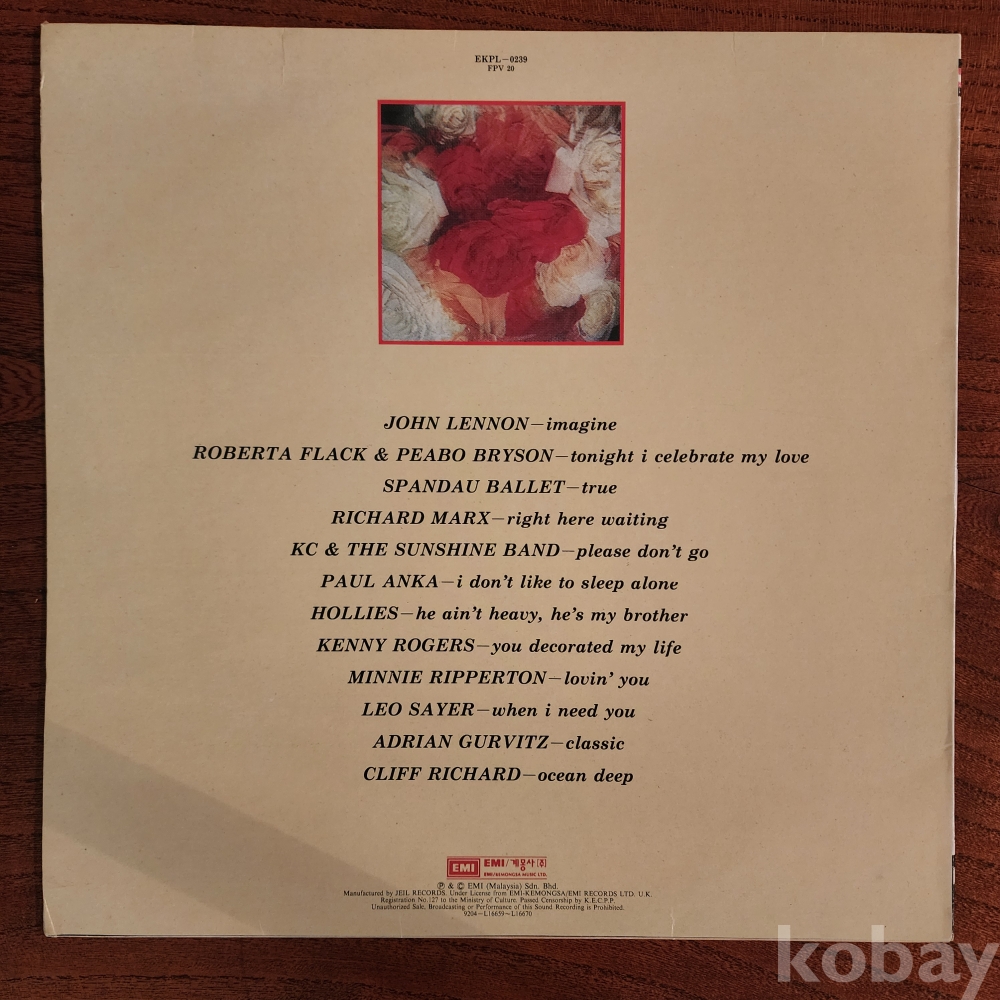 EKPL—0239
FPV 20
JOHN LENNON—imagine
ROBERTA FLACK & PEABO BRYSON—tonight i celebrate my love
SPANDAU BALLET—true
RICHARD MARX—right here waiting
KC & THE SUNSHINE BAND—please don't go
PAUL ANKA—i don't like to sleep alone
HOLLIES—he ain't heavy, he's my brother
KENNY ROGERS—you decorated my life
MINNIE RIPPERTON—lovin' you
LEO SAYER—when i need you
ADRIAN GURVITZ—classic
CLIFF RICHARD—ocean deep
EMI EMI/계몽사(주)
EMI/KEMONGSA MUSIC LTD.
℗ & © EMI (Malaysia) Sdn. Bhd.
Manufactured by JEIL RECORDS. Under License from EMI-KEMONGSA/EMI RECORDS LTD. U.K.
Registration No.127 to the Ministry of Culture. Passed Censorship by K.E.C.P.P.
Unauthorized Sale, Broadcasting or Performance of this Sound Recording is Prohibited.
9204—L16659~L16670
kobay